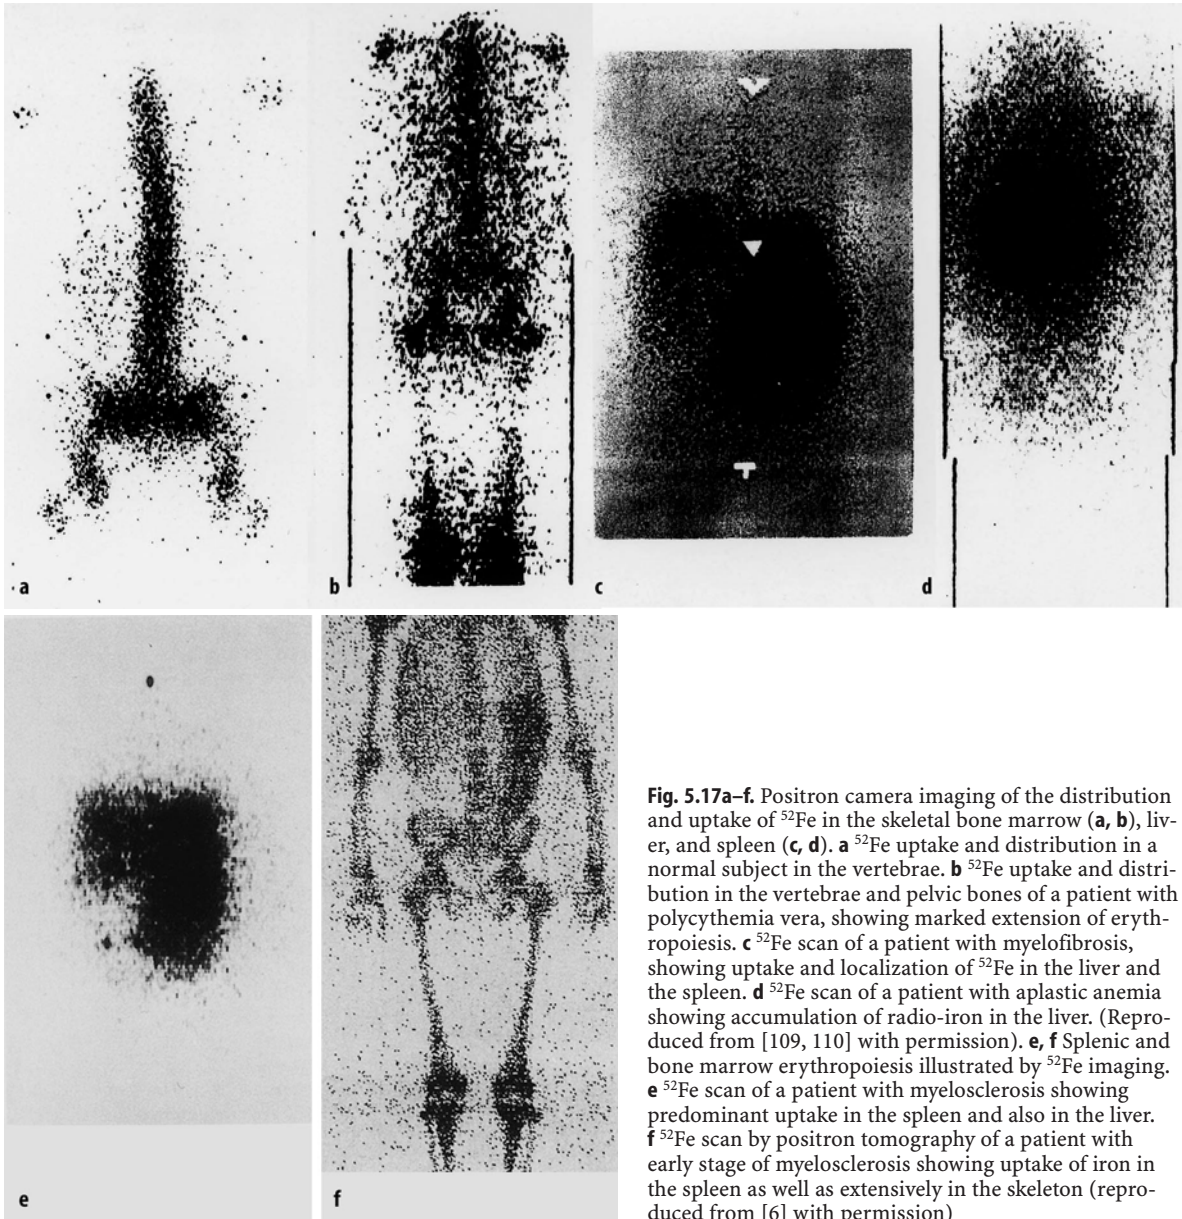 a
b
c
d
e
f
Fig. 5.17a–f. Positron camera imaging of the distribution
and uptake of ⁵²Fe in the skeletal bone marrow (a, b), liv-
er, and spleen (c, d). a ⁵²Fe uptake and distribution in a
normal subject in the vertebrae. b ⁵²Fe uptake and distri-
bution in the vertebrae and pelvic bones of a patient with
polycythemia vera, showing marked extension of eryth-
ropoiesis. c ⁵²Fe scan of a patient with myelofibrosis,
showing uptake and localization of ⁵²Fe in the liver and
the spleen. d ⁵²Fe scan of a patient with aplastic anemia
showing accumulation of radio-iron in the liver. (Repro-
duced from [109, 110] with permission). e, f Splenic and
bone marrow erythropoiesis illustrated by ⁵²Fe imaging.
e ⁵²Fe scan of a patient with myelosclerosis showing
predominant uptake in the spleen and also in the liver.
f ⁵²Fe scan by positron tomography of a patient with
early stage of myelosclerosis showing uptake of iron in
the spleen as well as extensively in the skeleton (repro-
duced from [6] with permission)